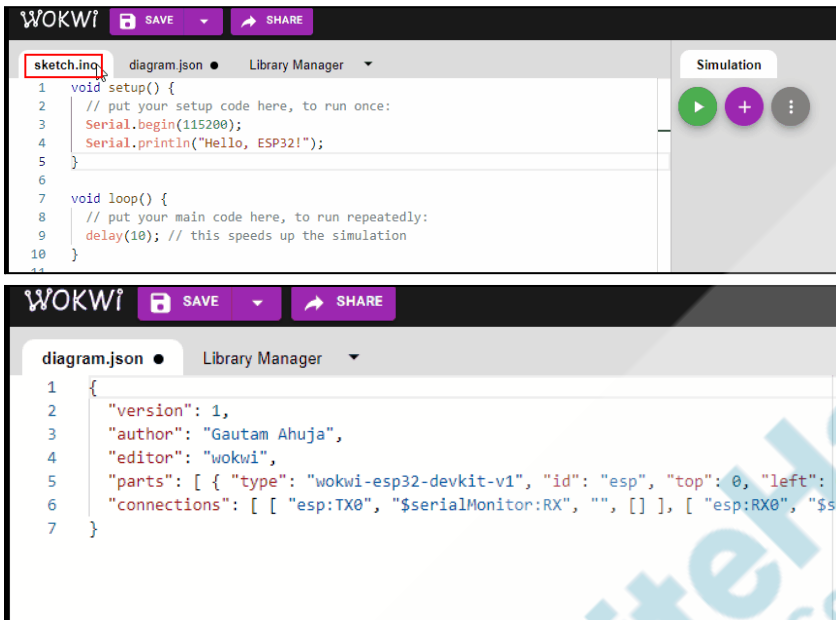 WOKWI SAVE SHARE
sketch.ino diagram.json ● Library Manager
Simulation
1 void setup() {
2 // put your setup code here, to run once:
3 Serial.begin(115200);
4 Serial.println("Hello, ESP32!");
5 }
6
7 void loop() {
8 // put your main code here, to run repeatedly:
9 delay(10); // this speeds up the simulation
10 }
11
WOKWI SAVE SHARE
diagram.json ● Library Manager
1 {
2 "version": 1,
3 "author": "Gautam Ahuja",
4 "editor": "wokwi",
5 "parts": [ { "type": "wokwi-esp32-devkit-v1", "id": "esp", "top": 0, "left":
6 "connections": [ [ "esp:TX0", "$serialMonitor:RX", "", [] ], [ "esp:RX0", "$s
7 }
iteH